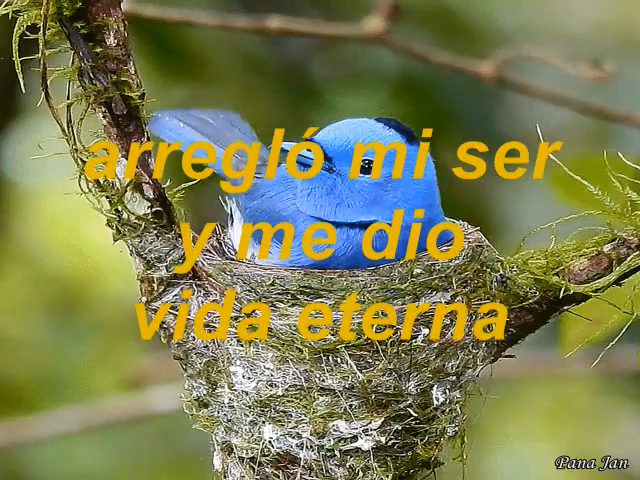 arregló mi ser
y me dio
vida eterna
Pana Jan